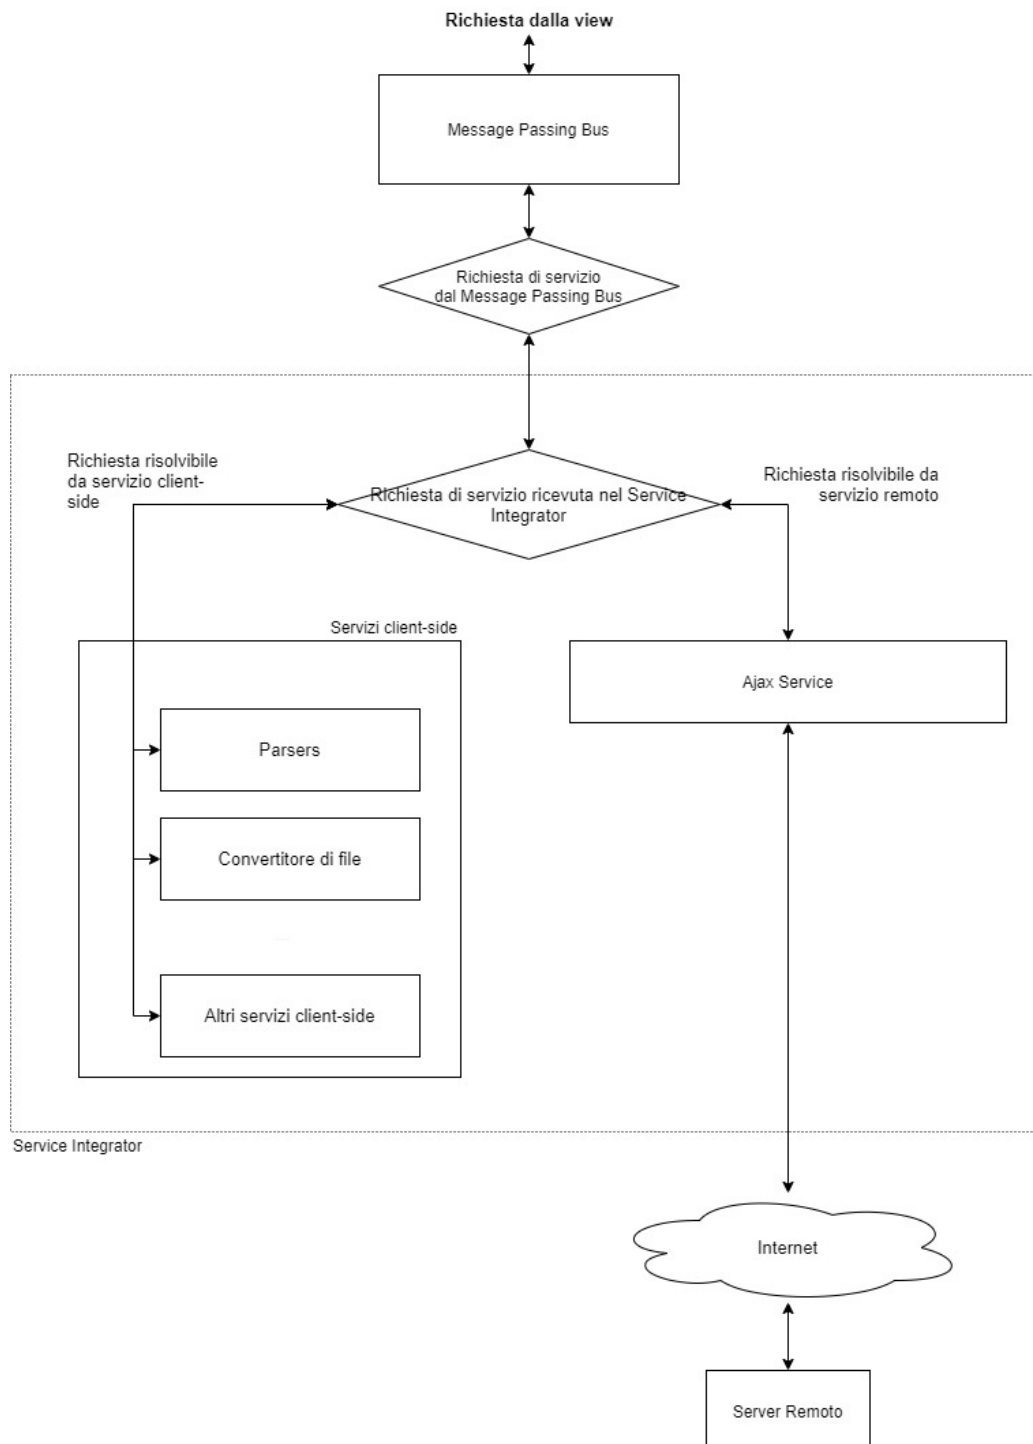 Richiesta dalla view
Message Passing Bus
Richiesta di servizio
dal Message Passing Bus
Richiesta risolvibile
da servizio client-
side
Richiesta di servizio ricevuta nel Service
Integrator
Richiesta risolvibile da
servizio remoto
Servizi client-side
Ajax Service
Parsers
Convertitore di file
Altri servizi client-side
Service Integrator
Internet
Server Remoto